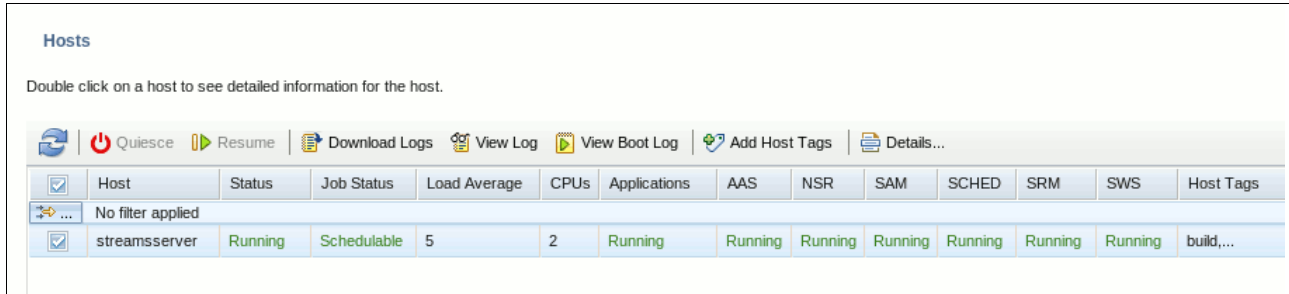 Hosts
Double click on a host to see detailed information for the host.
Quiesce Resume Download Logs View Log View Boot Log Add Host Tags Details...
Host Status Job Status Load Average CPUs Applications AAS NSR SAM SCHED SRM SWS Host Tags
... No filter applied
streamsserver Running Schedulable 5 2 Running Running Running Running Running Running Running build,...